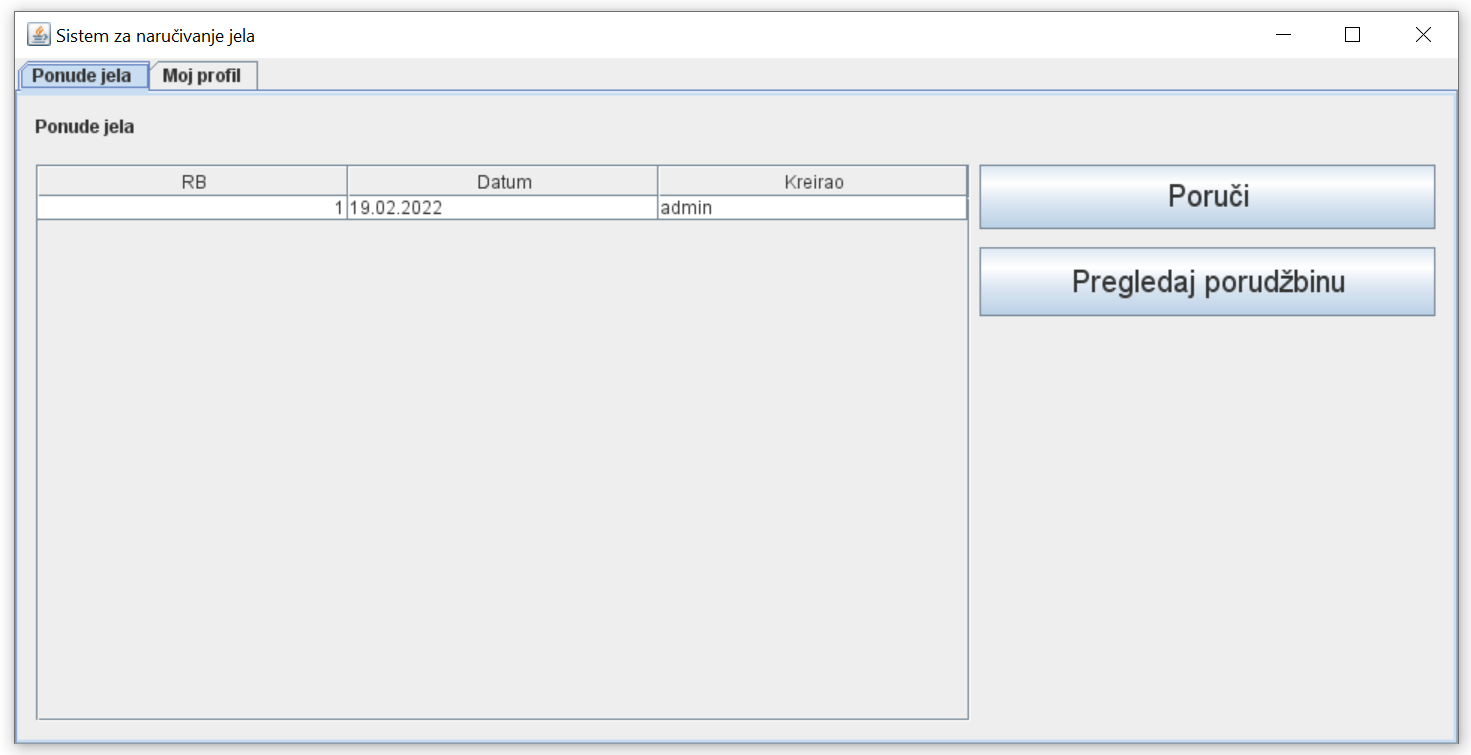 Sistem za naručivanje jela
Ponude jela Moj profil
Ponude jela
RB Datum Kreirao
1 19.02.2022 admin
Poruči
Pregledaj porudžbinu